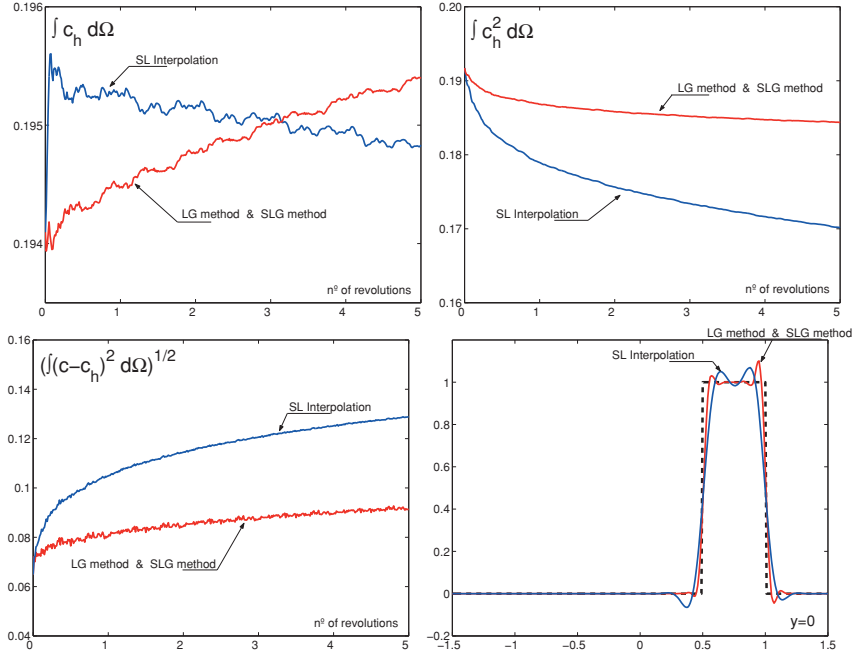 0.196
∫ c_h dΩ
SL Interpolation
0.195
LG method & SLG method
0.194
nº of revolutions
0 1 2 3 4 5
0.20
∫ c_h^2 dΩ
0.19
LG method & SLG method
0.18
SL Interpolation
0.17
nº of revolutions
0.16
0 1 2 3 4 5
0.16
(∫(c−c_h)^2 dΩ)^1/2
0.14
SL Interpolation
0.12
0.1
0.08
LG method & SLG method
0.06
nº of revolutions
0.04
0 1 2 3 4 5
LG method & SLG method
SL Interpolation
1
0.8
0.6
0.4
0.2
0
y=0
−0.2
−1.5 −1 −0.5 0 0.5 1 1.5